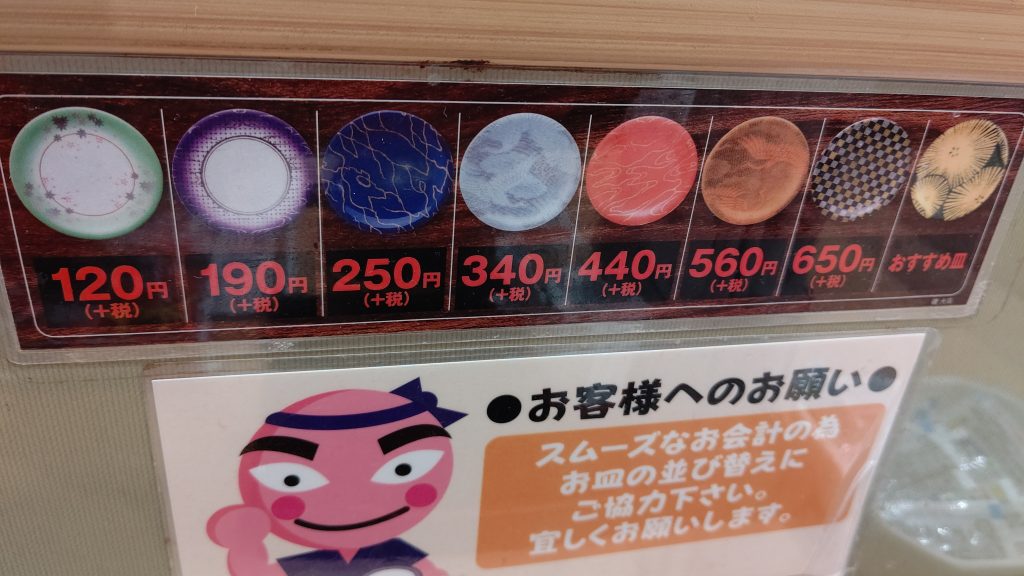 120円 190円 250円 340円 440円 560円 650円 おすすめ皿
(+税) (+税) (+税) (+税) (+税) (+税) (+税)
●お客様へのお願い●
スムーズなお会計の為
お皿の並び替えに
ご協力下さい。
宜しくお願いします。